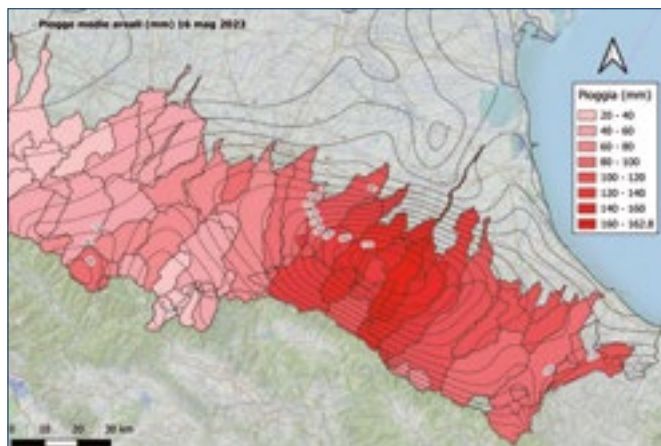 Piogge medie areali (mm) 16 mag 2023
Pioggia (mm)
20 - 40
40 - 60
60 - 80
80 - 100
100 - 120
120 - 140
140 - 160
160 - 162.8
0 10 20 30 km